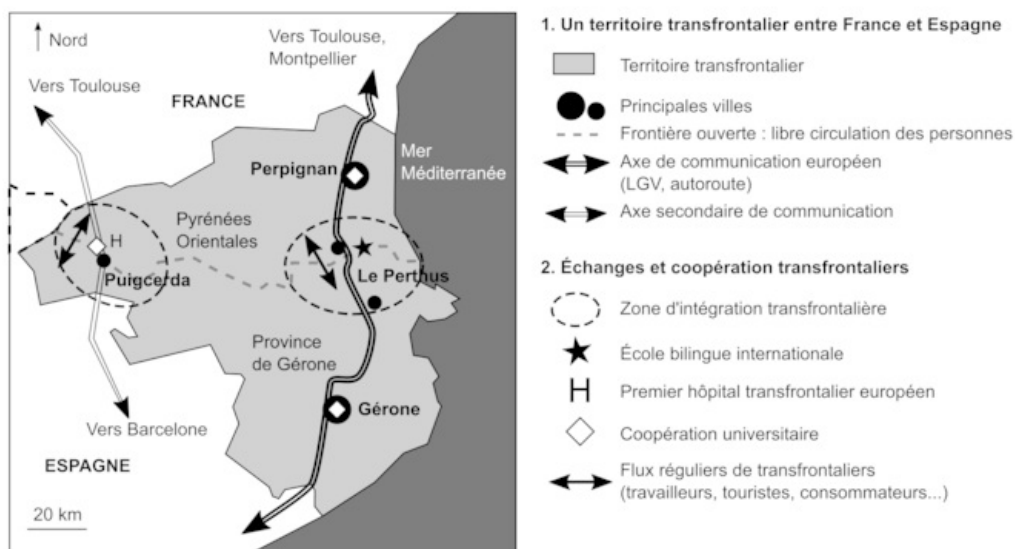 Nord
Vers Toulouse,
Montpellier
Vers Toulouse
FRANCE
Mer
Méditerranée
Perpignan
Pyrénées
Orientales
H
Puigcerda
Le Perthus
Province
de Gérone
Gérone
Vers Barcelone
ESPAGNE
20 km
1. Un territoire transfrontalier entre France et Espagne
Territoire transfrontalier
Principales villes
Frontière ouverte : libre circulation des personnes
Axe de communication européen
(LGV, autoroute)
Axe secondaire de communication
2. Échanges et coopération transfrontaliers
Zone d'intégration transfrontalière
École bilingue internationale
H Premier hôpital transfrontalier européen
Coopération universitaire
Flux réguliers de transfrontaliers
(travailleurs, touristes, consommateurs...)